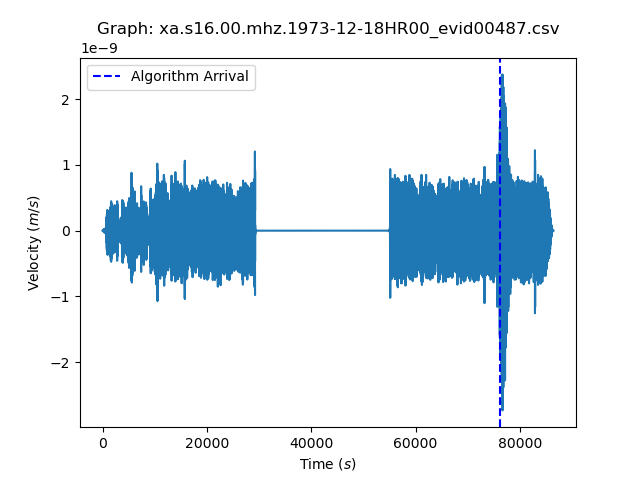 Graph: xa.s16.00.mhz.1973-12-18HR00_evid00487.csv
1e−9
Algorithm Arrival
2
1
0
−1
−2
Velocity (m/s)
0 20000 40000 60000 80000
Time (s)